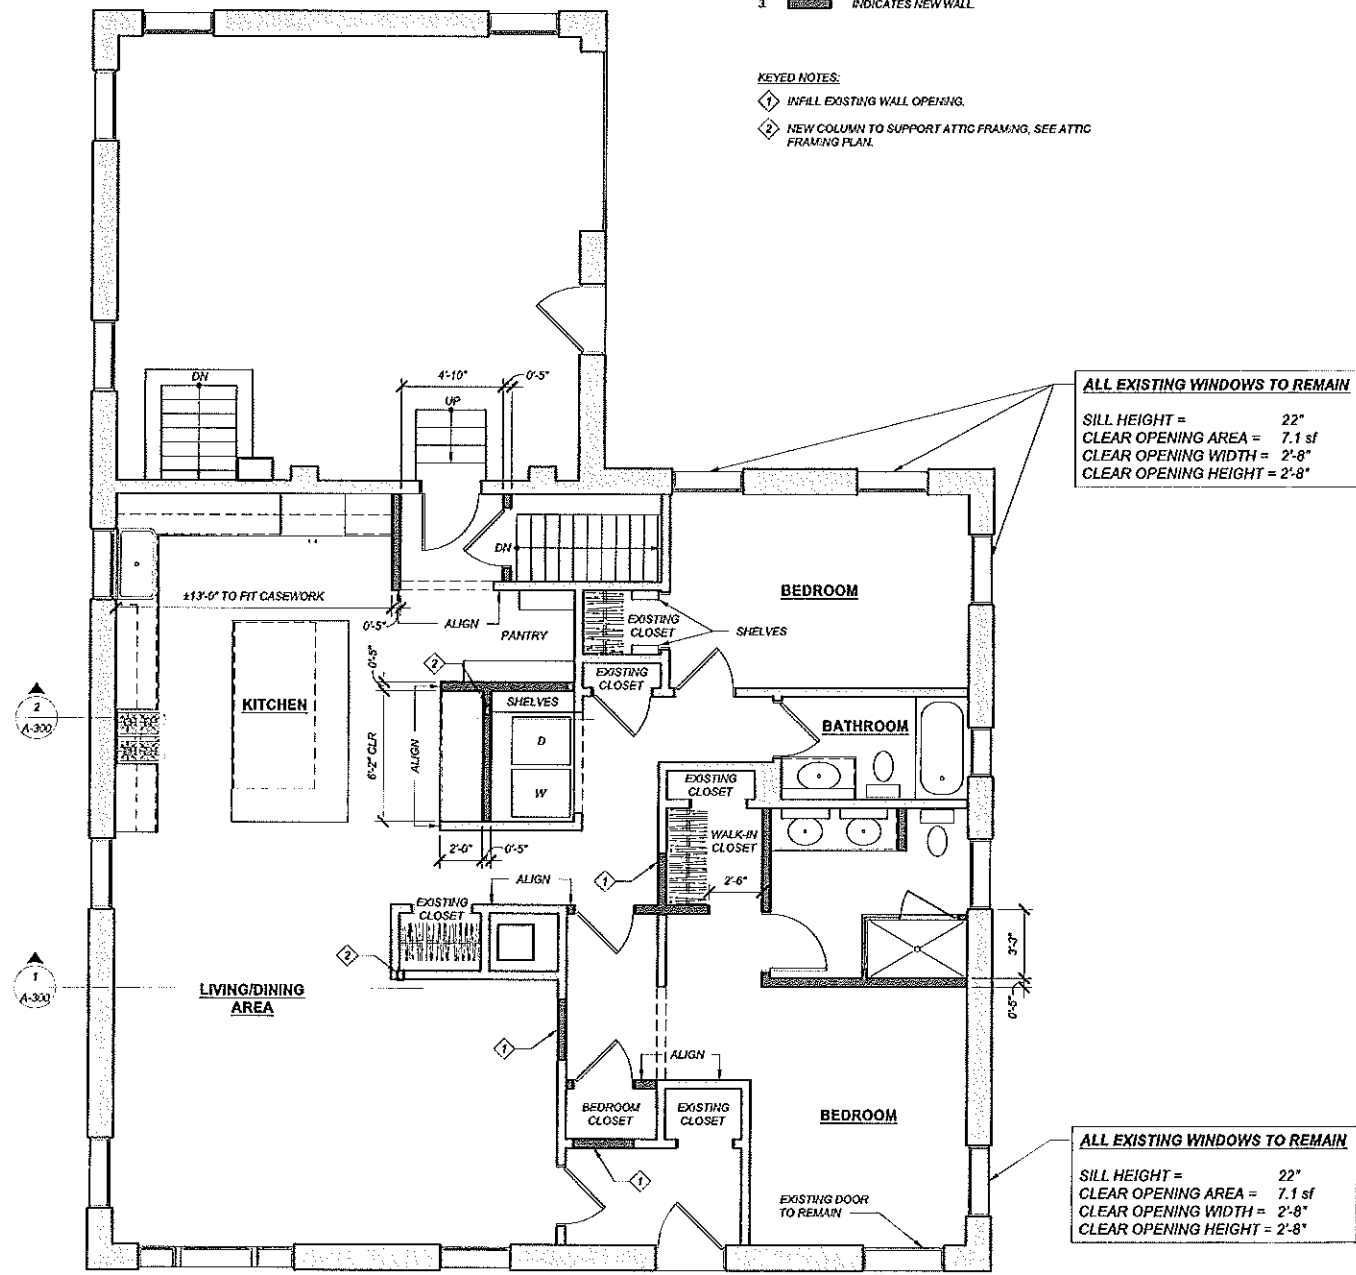 3. INDICATES NEW WALL.
KEYED NOTES:
1 INFILL EXISTING WALL OPENING.
2 NEW COLUMN TO SUPPORT ATTIC FRAMING, SEE ATTIC
FRAMING PLAN.
DN
4'-10"
0'-5"
UP
ALL EXISTING WINDOWS TO REMAIN
SILL HEIGHT = 22"
CLEAR OPENING AREA = 7.1 sf
CLEAR OPENING WIDTH = 2'-8"
CLEAR OPENING HEIGHT = 2'-8"
DN
±13'-0" TO FIT CASEWORK
BEDROOM
0'-5"
ALIGN
PANTRY
EXISTING
CLOSET
SHELVES
2
0'-5"
EXISTING
CLOSET
2
A-300
KITCHEN
SHELVES
BATHROOM
D
6'-2" CLR
ALIGN
W
EXISTING
CLOSET
WALK-IN
CLOSET
2'-0"
0'-5"
1
2'-6"
ALIGN
EXISTING
CLOSET
3'-3"
0'-5"
2
1
A-300
LIVING/DINING
AREA
1
ALIGN
BEDROOM
CLOSET
EXISTING
CLOSET
BEDROOM
1
EXISTING DOOR
TO REMAIN
ALL EXISTING WINDOWS TO REMAIN
SILL HEIGHT = 22"
CLEAR OPENING AREA = 7.1 sf
CLEAR OPENING WIDTH = 2'-8"
CLEAR OPENING HEIGHT = 2'-8"